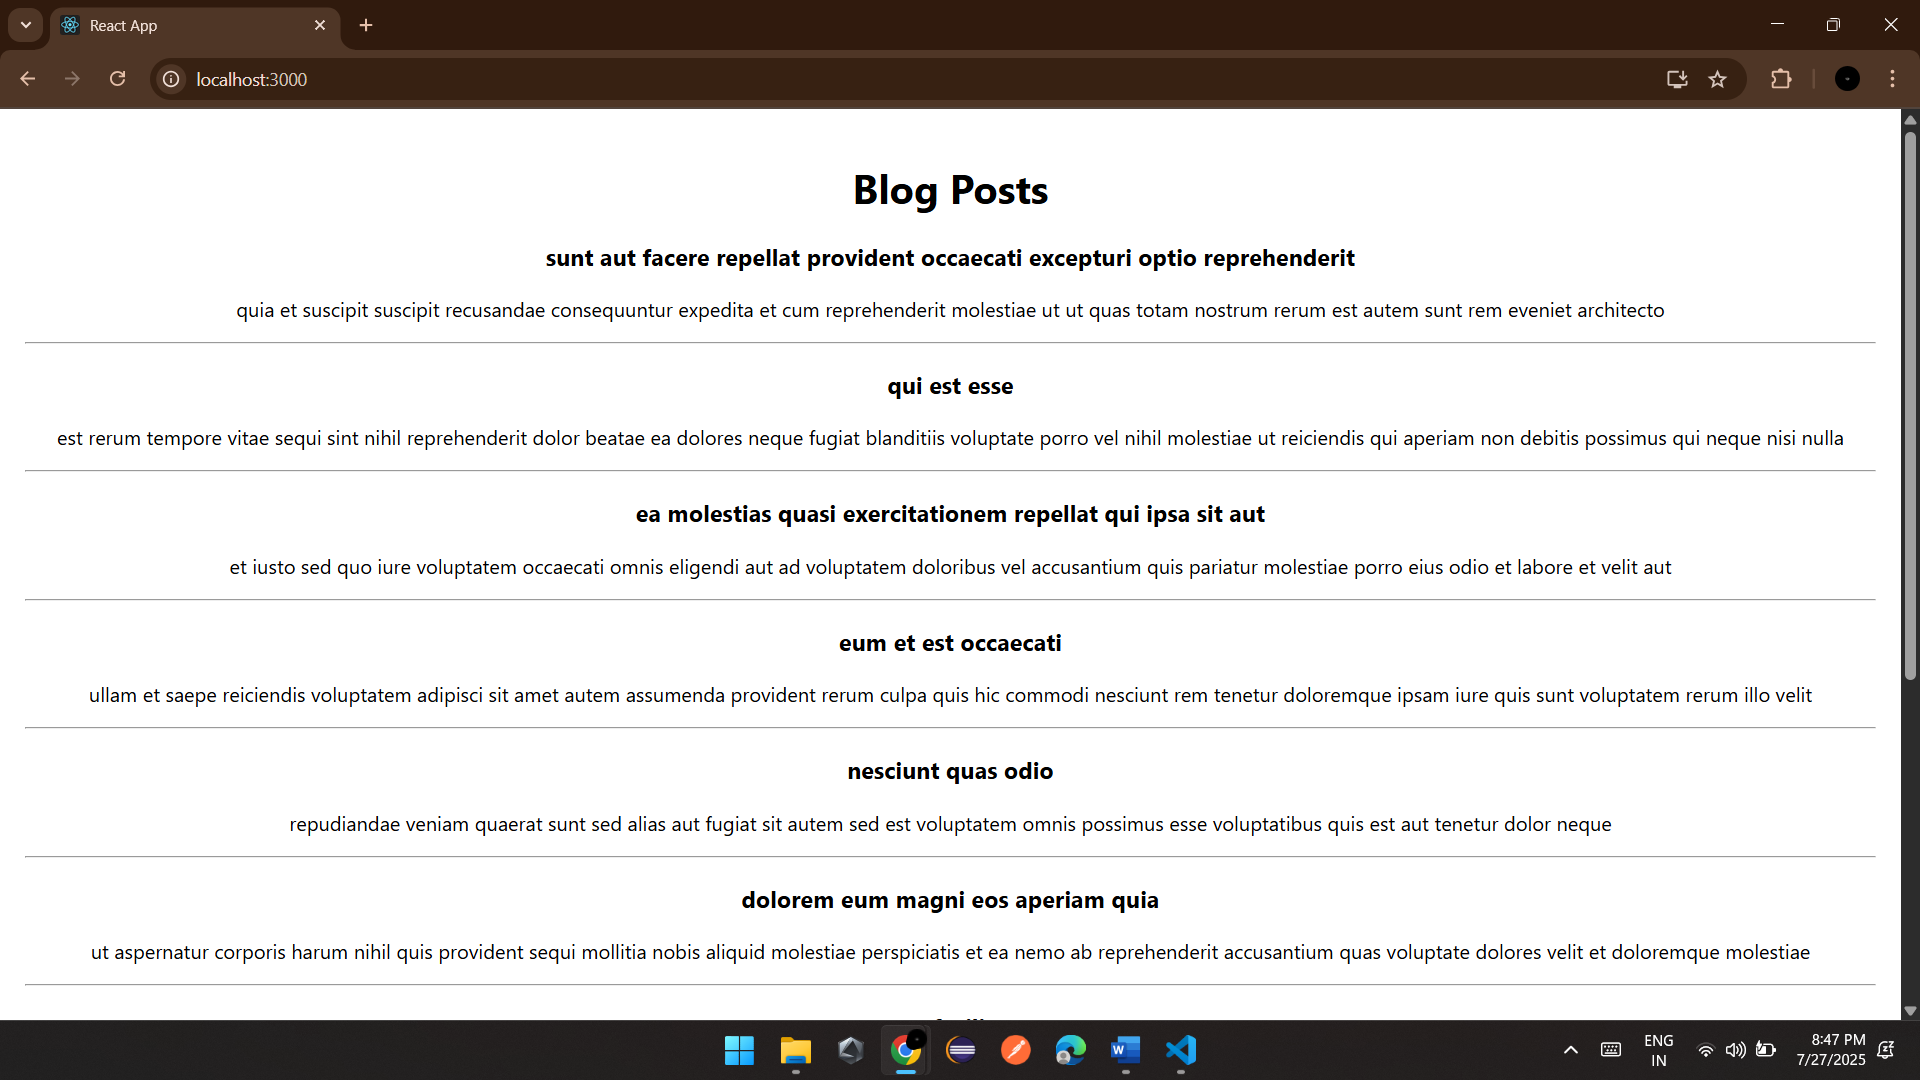 React App
localhost:3000
Blog Posts
sunt aut facere repellat provident occaecati excepturi optio reprehenderit
quia et suscipit suscipit recusandae consequuntur expedita et cum reprehenderit molestiae ut ut quas totam nostrum rerum est autem sunt rem eveniet architecto
qui est esse
est rerum tempore vitae sequi sint nihil reprehenderit dolor beatae ea dolores neque fugiat blanditiis voluptate porro vel nihil molestiae ut reiciendis qui aperiam non debitis possimus qui neque nisi nulla
ea molestias quasi exercitationem repellat qui ipsa sit aut
et iusto sed quo iure voluptatem occaecati omnis eligendi aut ad voluptatem doloribus vel accusantium quis pariatur molestiae porro eius odio et labore et velit aut
eum et est occaecati
ullam et saepe reiciendis voluptatem adipisci sit amet autem assumenda provident rerum culpa quis hic commodi nesciunt rem tenetur doloremque ipsam iure quis sunt voluptatem rerum illo velit
nesciunt quas odio
repudiandae veniam quaerat sunt sed alias aut fugiat sit autem sed est voluptatem omnis possimus esse voluptatibus quis est aut tenetur dolor neque
dolorem eum magni eos aperiam quia
ut aspernatur corporis harum nihil quis provident sequi mollitia nobis aliquid molestiae perspiciatis et ea nemo ab reprehenderit accusantium quas voluptate dolores velit et doloremque molestiae
ENG
IN
8:47 PM
7/27/2025